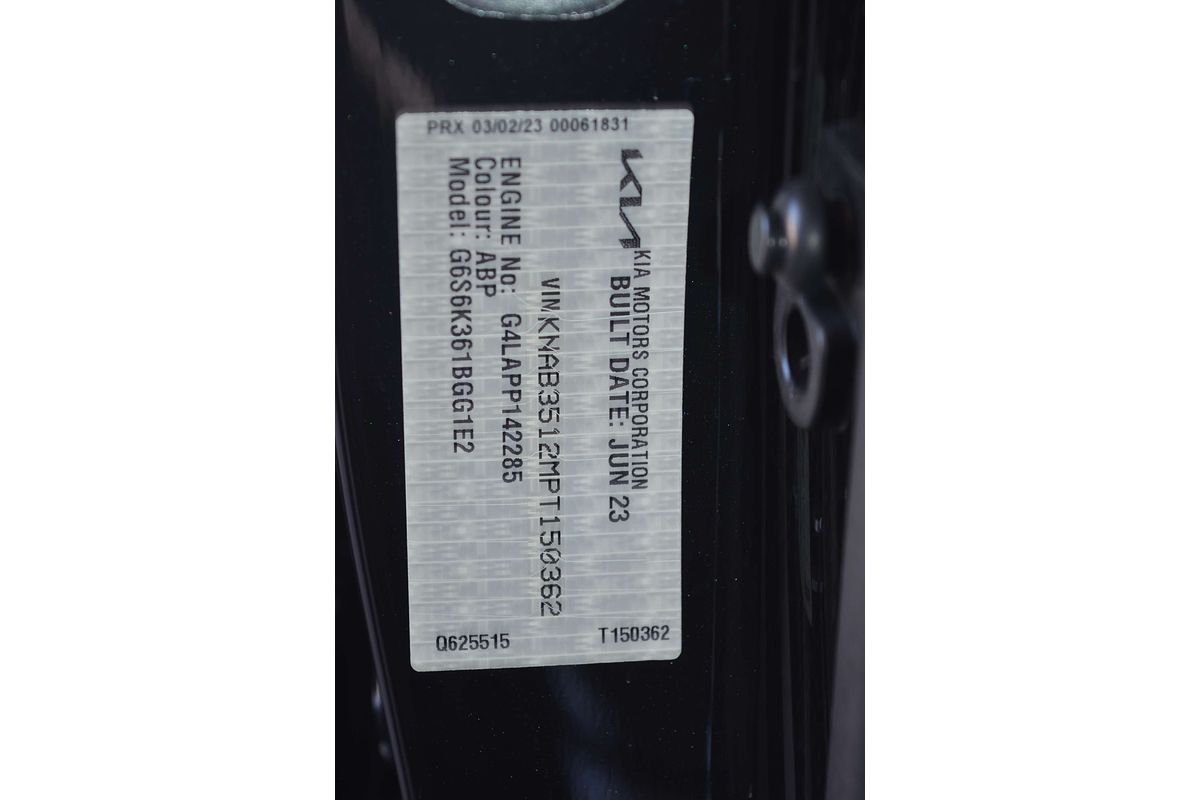 PRX 03/02/23 00061831
KIA
KIA MOTORS CORPORATION
BUILT DATE: JUN 23
VIN KNAB3512MPT150362
ENGINE No: G4LAPP142285
Colour: ABP
Model: G6S6K361BGG1E2
Q625515
T150362